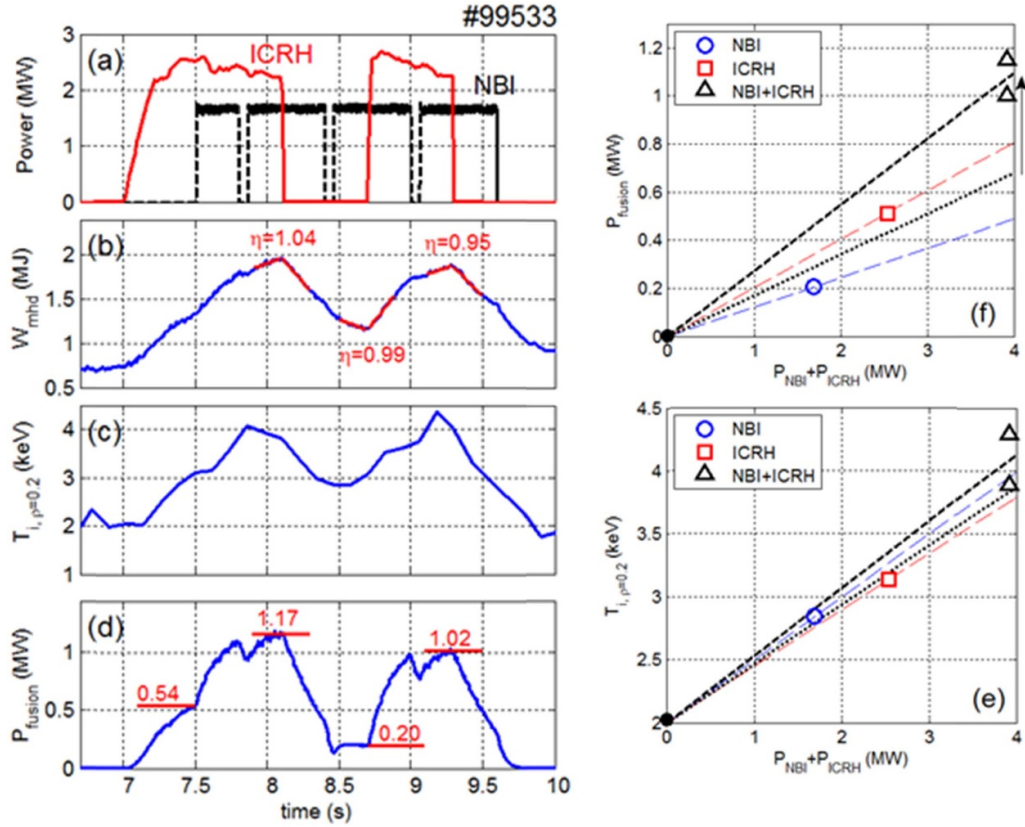 #99533
(a)
ICRH
NBI
Power (MW)
3
2
1
0
(b)
η=1.04
η=0.95
η=0.99
W_mhd (MJ)
2
1.5
1
0.5
(c)
T_i, ρ=0.2 (keV)
4
3
2
1
(d)
1.17
1.02
0.54
0.20
P_fusion (MW)
1
0.5
0
7 7.5 8 8.5 9 9.5 10
time (s)
NBI
ICRH
NBI+ICRH
(f)
P_fusion (MW)
1.2
1
0.8
0.6
0.4
0.2
0
0 1 2 3 4
P_NBI+P_ICRH (MW)
NBI
ICRH
NBI+ICRH
(e)
T_i, ρ=0.2 (keV)
4.5
4
3.5
3
2.5
2
0 1 2 3 4
P_NBI+P_ICRH (MW)